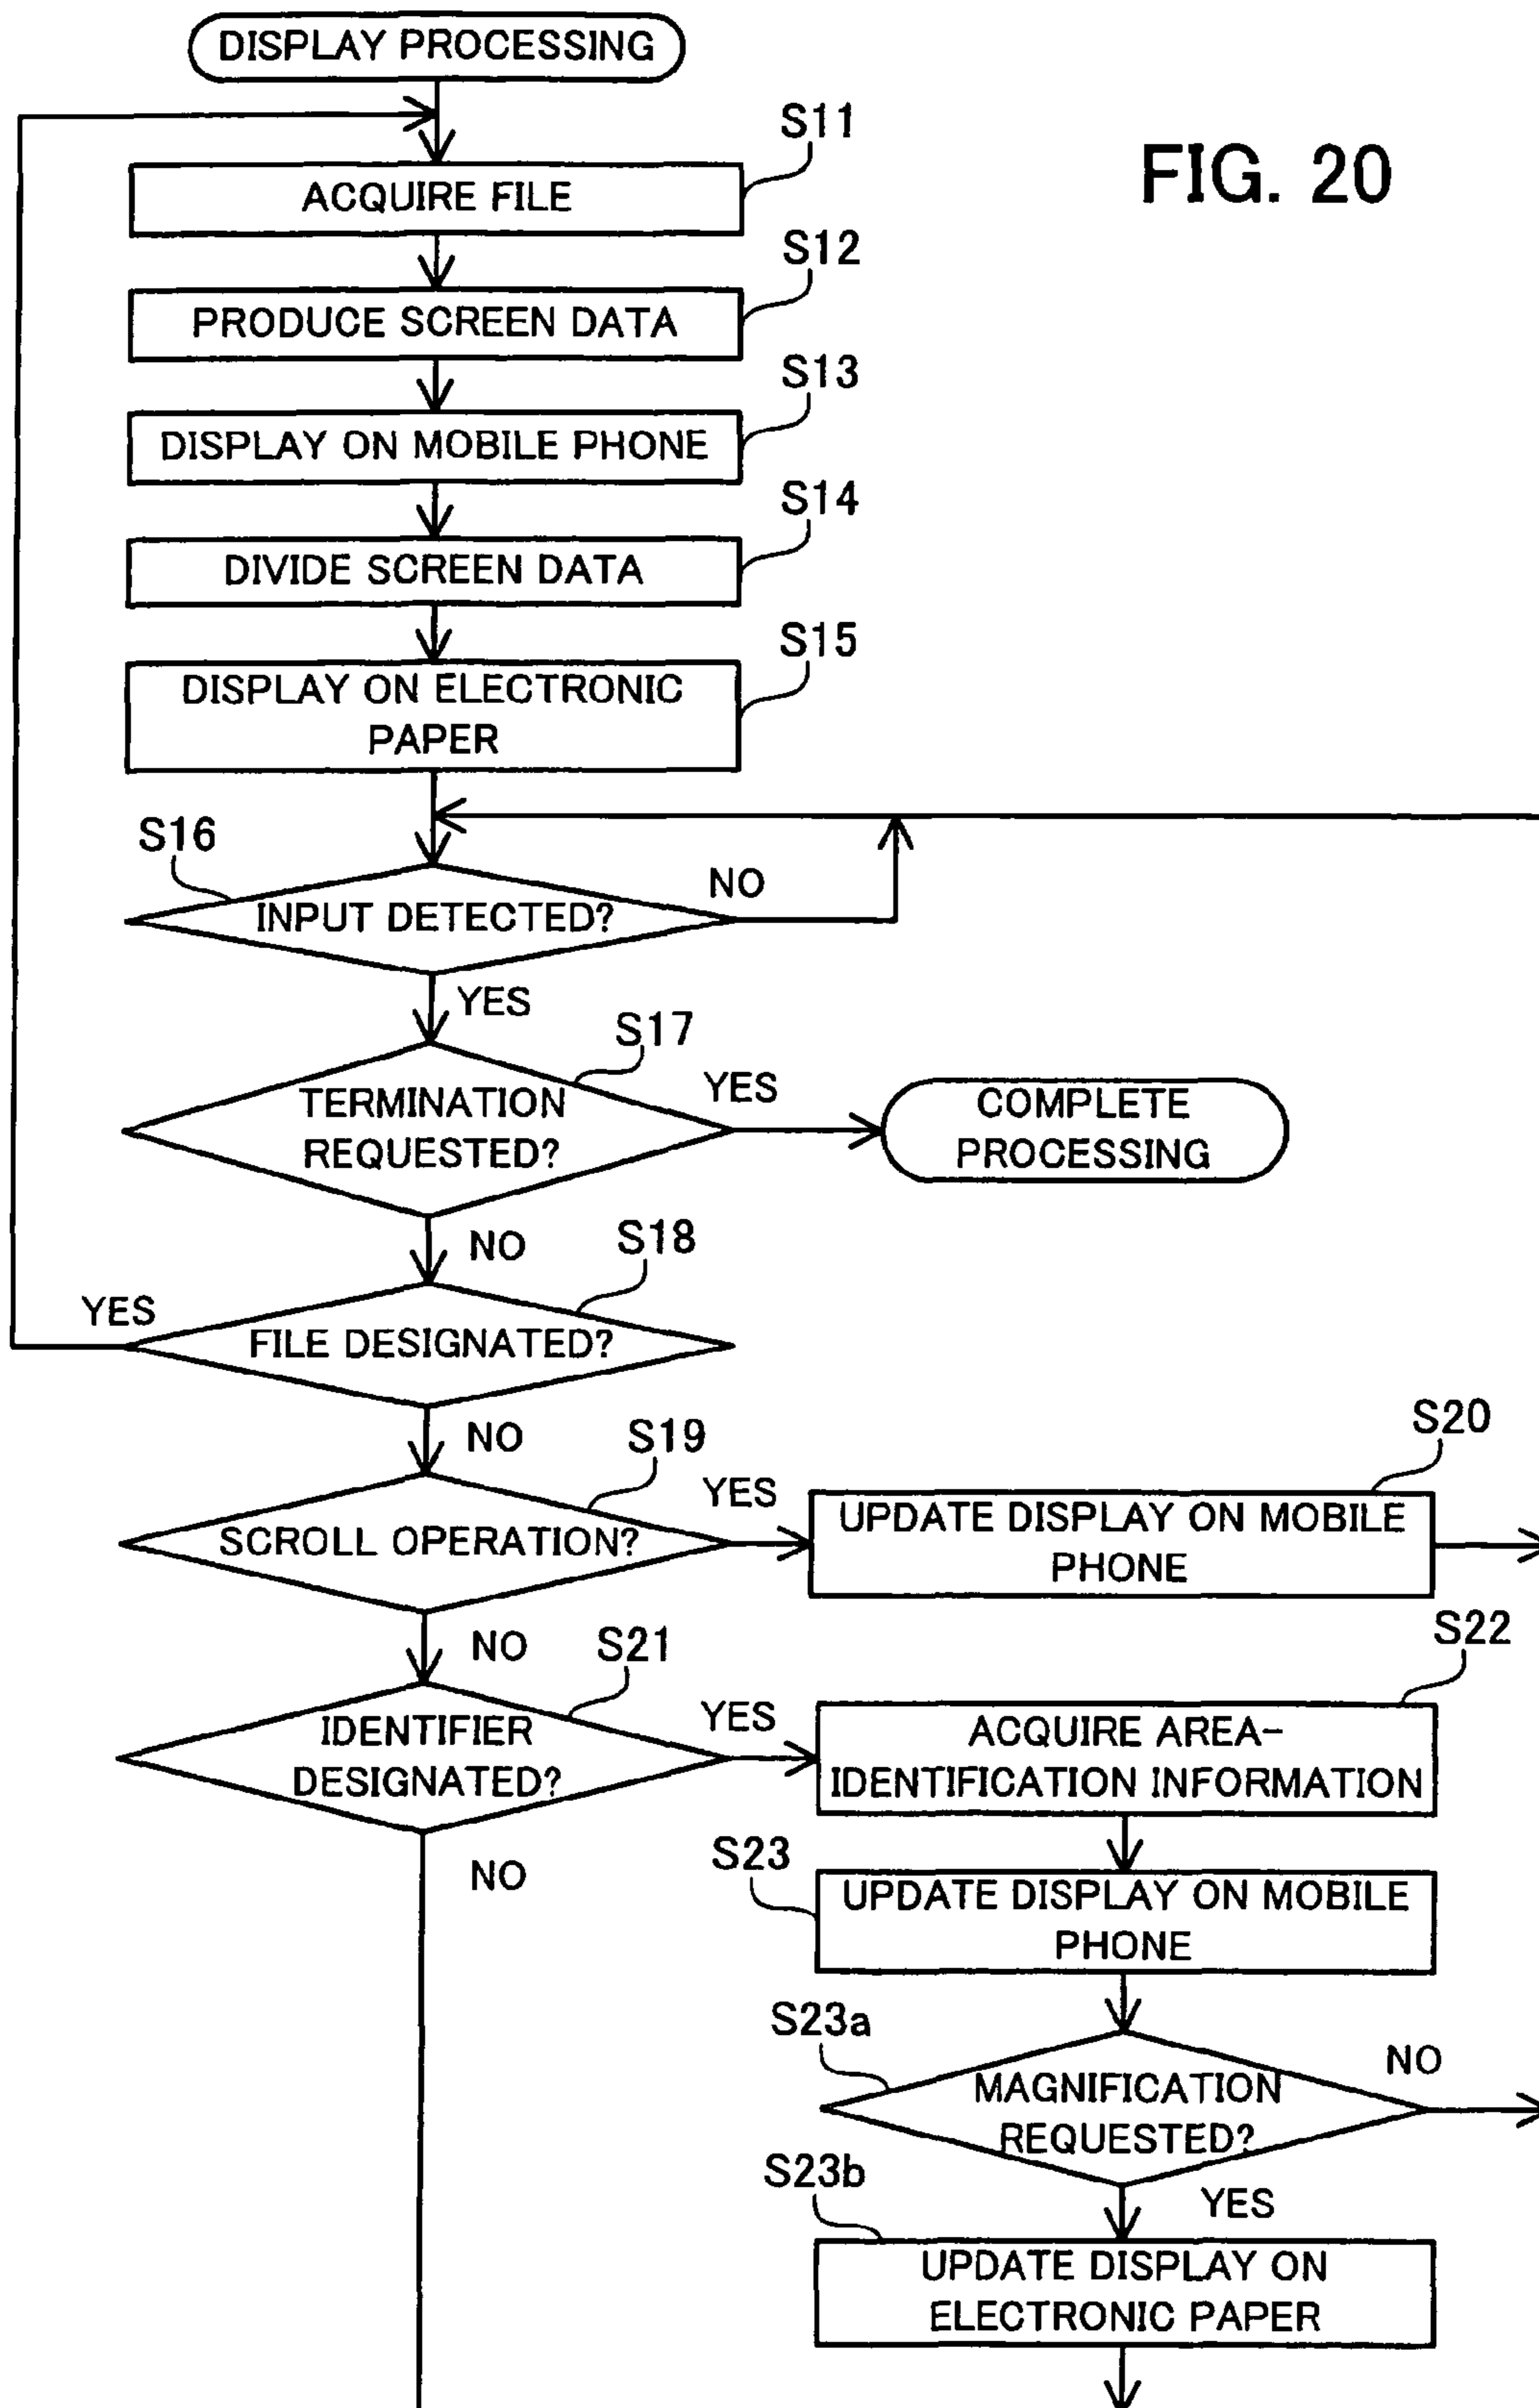 DISPLAY PROCESSING
FIG. 20
S11
ACQUIRE FILE
S12
PRODUCE SCREEN DATA
S13
DISPLAY ON MOBILE PHONE
S14
DIVIDE SCREEN DATA
S15
DISPLAY ON ELECTRONIC
PAPER
S16
INPUT DETECTED?
NO
YES
S17
TERMINATION
REQUESTED?
YES
COMPLETE
PROCESSING
NO
S18
FILE DESIGNATED?
YES
NO
S19
SCROLL OPERATION?
YES
S20
UPDATE DISPLAY ON MOBILE
PHONE
NO
S21
IDENTIFIER
DESIGNATED?
YES
S22
ACQUIRE AREA-
IDENTIFICATION INFORMATION
NO
S23
UPDATE DISPLAY ON MOBILE
PHONE
S23a
MAGNIFICATION
REQUESTED?
NO
YES
S23b
UPDATE DISPLAY ON
ELECTRONIC PAPER